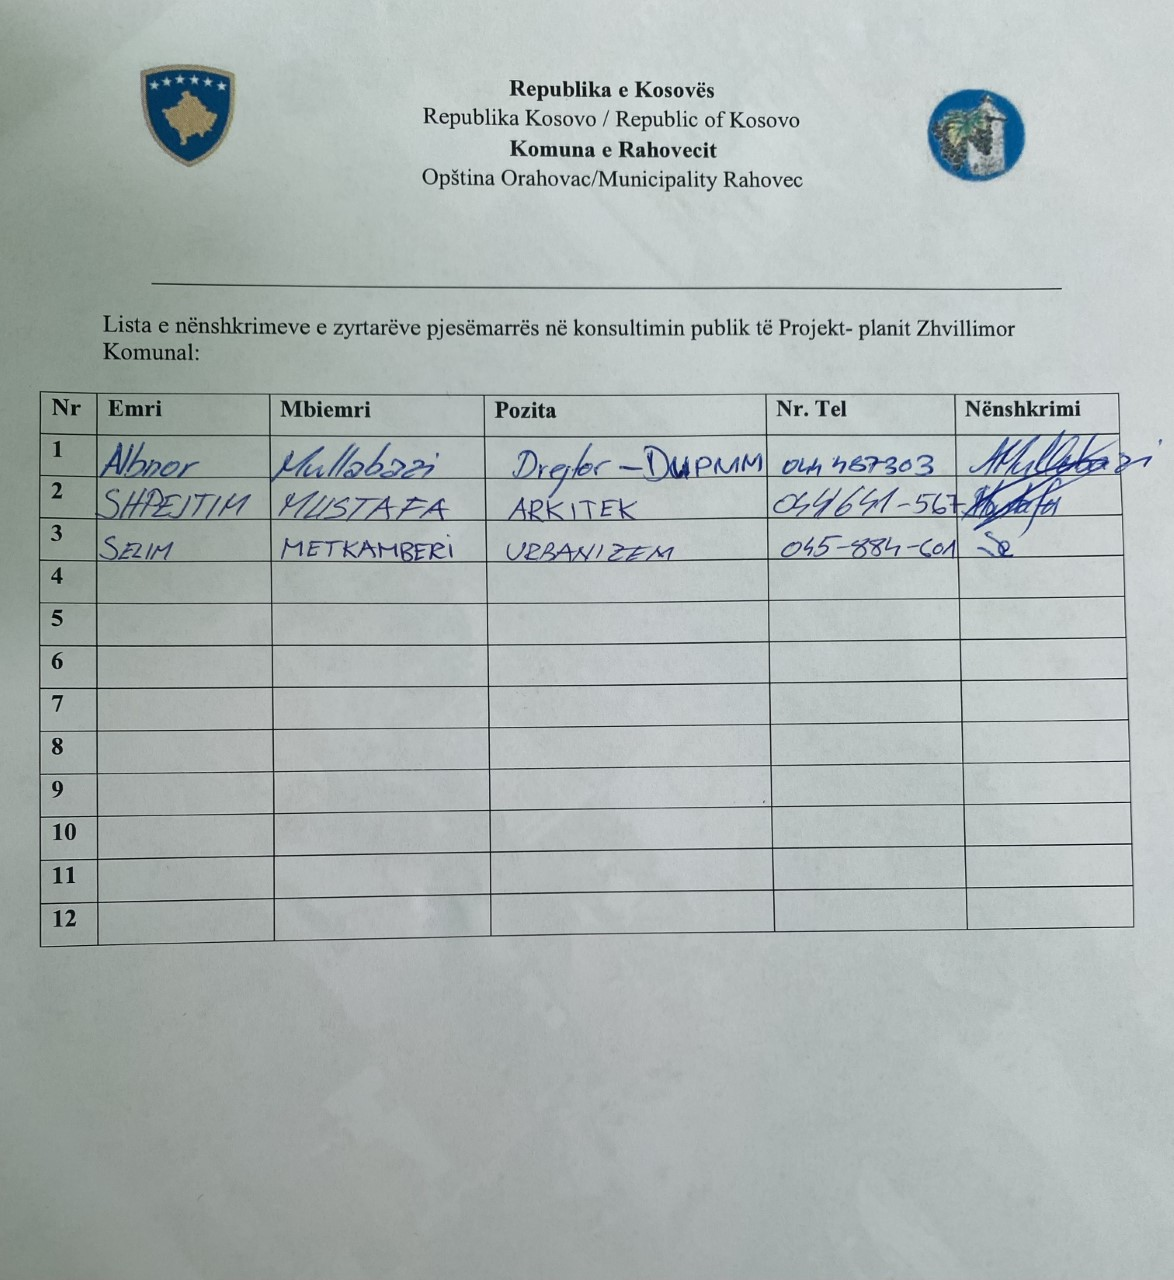 Republika e Kosovës
Republika Kosovo / Republic of Kosovo
Komuna e Rahovecit
Opština Orahovac/Municipality Rahovec
Lista e nënshkrimeve e zyrtarëve pjesëmarrës në konsultimin publik të Projekt- planit Zhvillimor
Komunal:
Nr Emri Mbiemri Pozita Nr. Tel Nënshkrimi
1 Albnor Mullabazi Drejtor - DUPMM 044 487303
2 SHPEJTIM MUSTAFA ARKITEK 044641-567
3 SEZIM METKAMBERI URBANIZEM 045-884-601
4
5
6
7
8
9
10
11
12